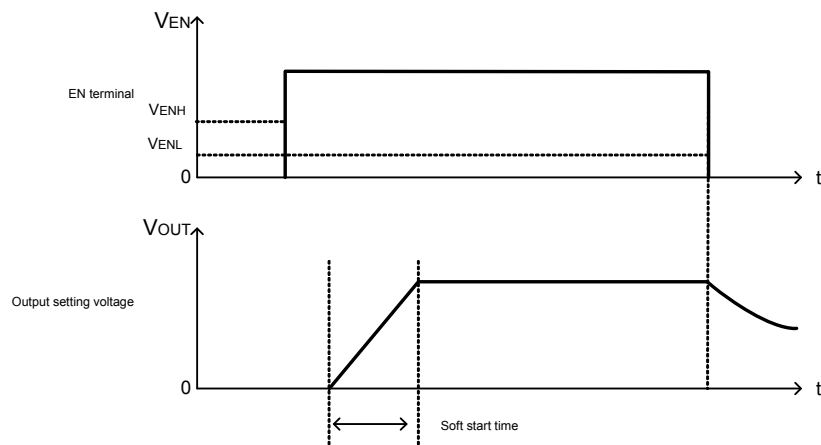 VEN
EN terminal
VENH
VENL
0
t
VOUT
Output setting voltage
0
t
Soft start time